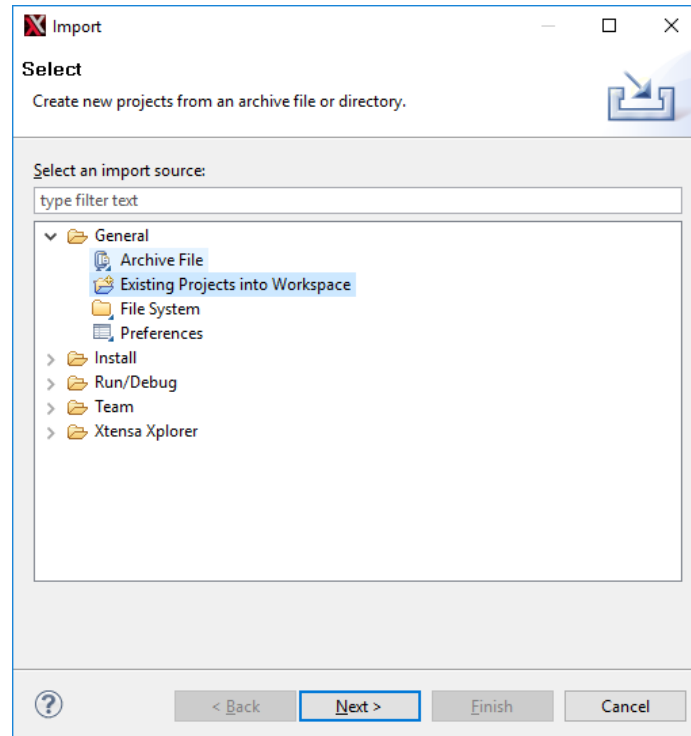 Import
Select
Create new projects from an archive file or directory.
Select an import source:
type filter text
General
Archive File
Existing Projects into Workspace
File System
Preferences
Install
Run/Debug
Team
Xtensa Xplorer
? < Back Next > Finish Cancel